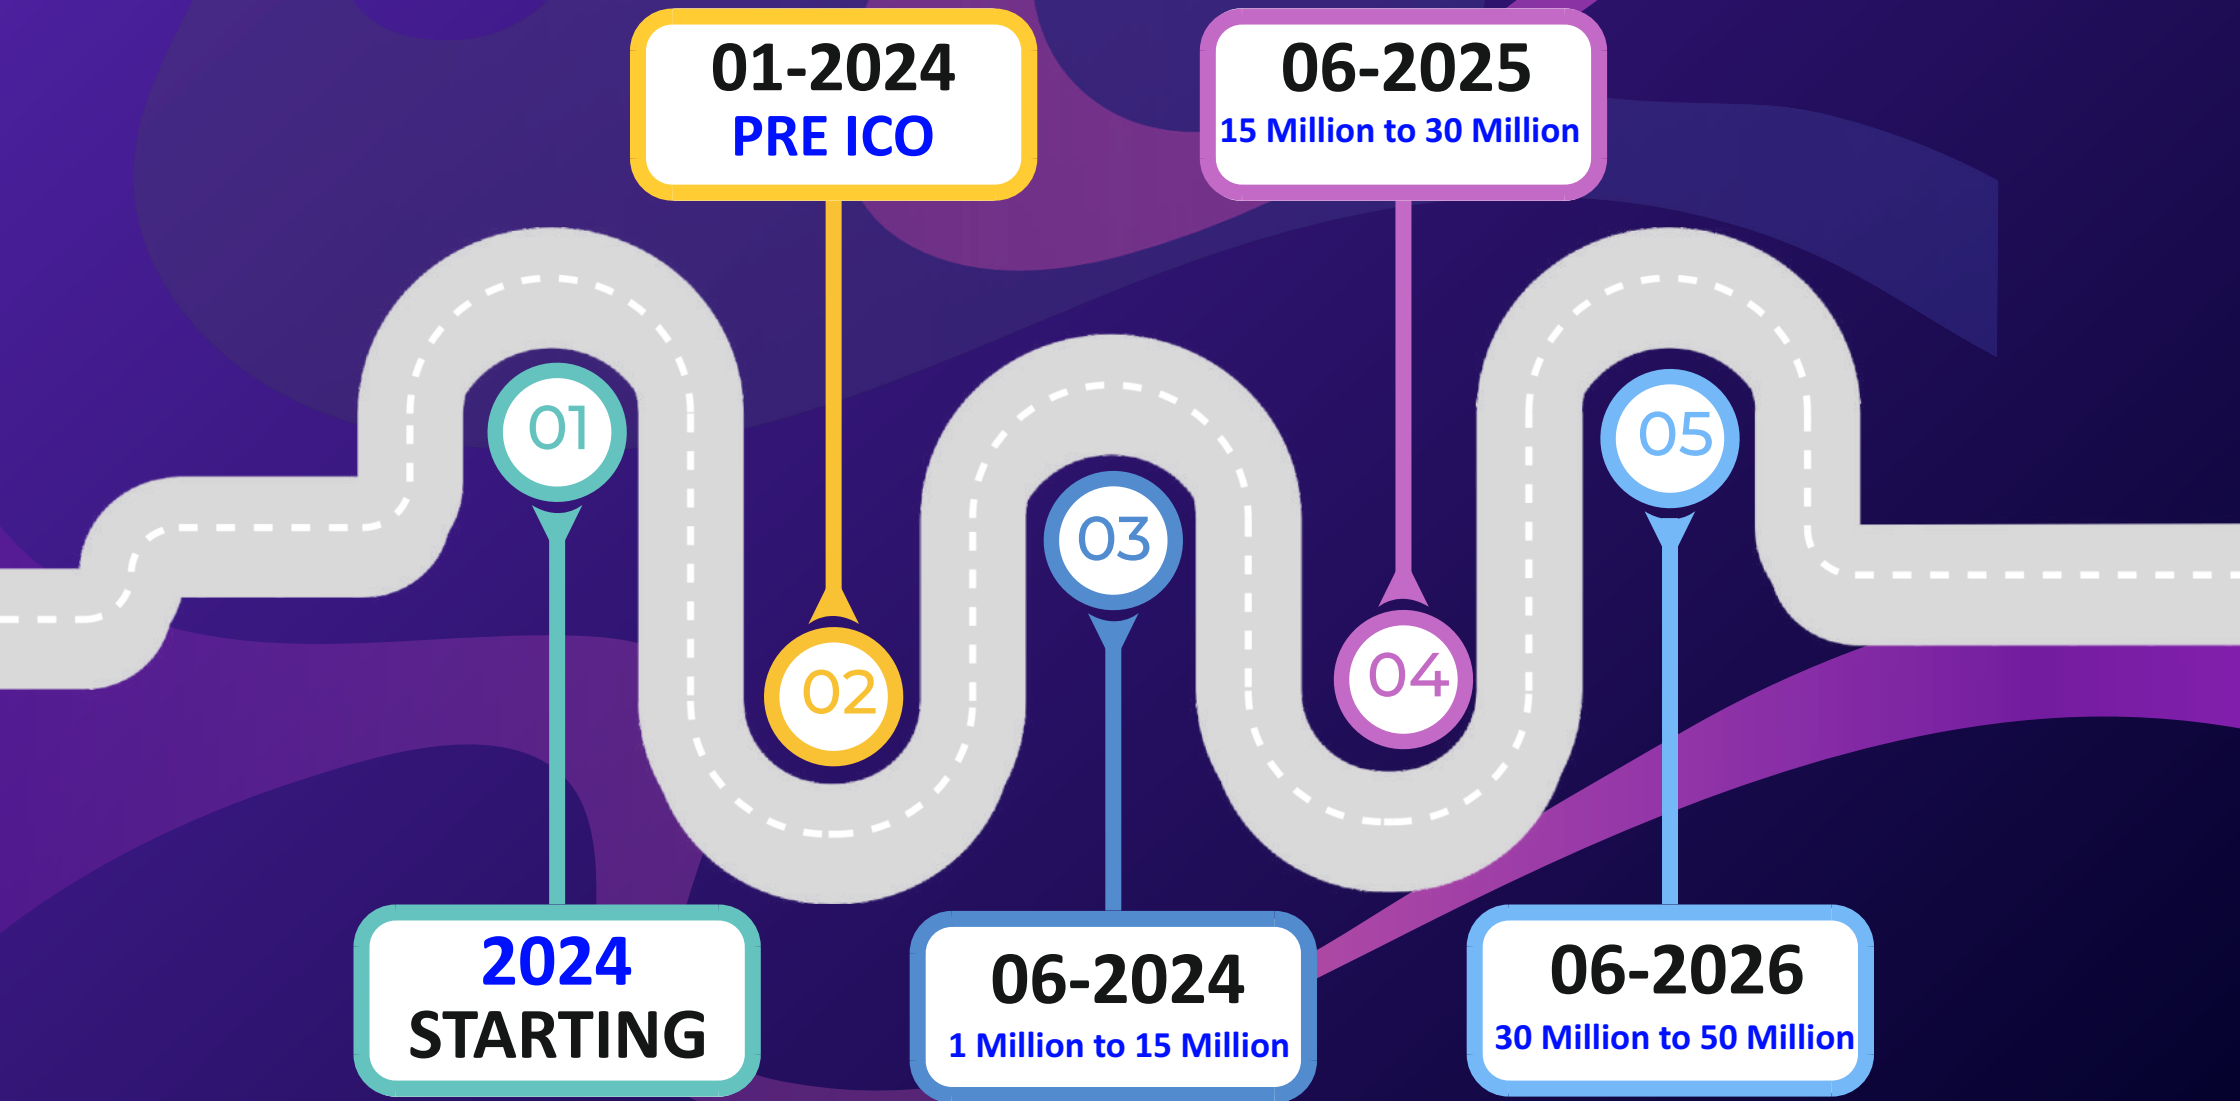 01-2024
PRE ICO
06-2025
15 Million to 30 Million
01
02
03
04
05
2024
STARTING
06-2024
1 Million to 15 Million
06-2026
30 Million to 50 Million